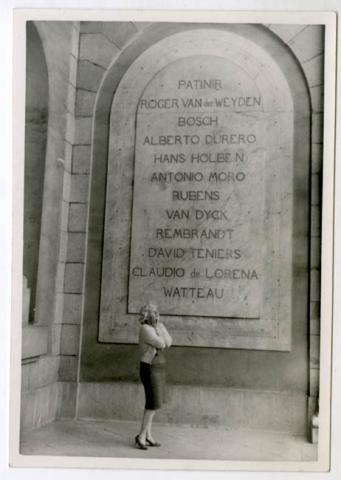 PATINIR
ROGER VAN der WEYDEN
BOSCH
ALBERTO DURERO
HANS HOLBEIN
ANTONIO MORO
RUBENS
VAN DYCK
REMBRANDT
DAVID TENIERS
CLAUDIO de LORENA
WATTEAU